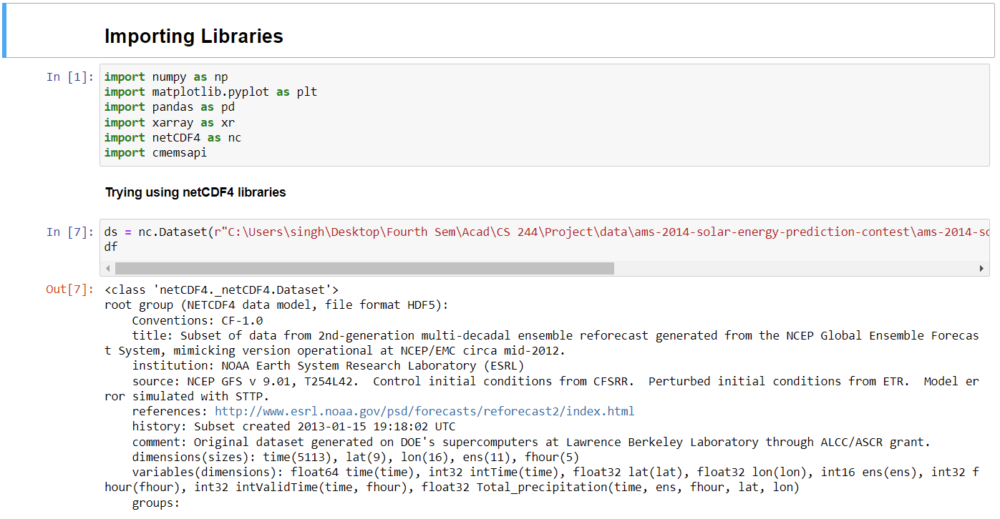 Importing Libraries
In [1]: import numpy as np
import matplotlib.pyplot as plt
import pandas as pd
import xarray as xr
import netCDF4 as nc
import cmemsapi
Trying using netCDF4 libraries
In [7]: ds = nc.Dataset(r"C:\Users\singh\Desktop\Fourth Sem\Acad\CS 244\Project\data\ams-2014-solar-energy-prediction-contest\ams-2014-so
df
Out[7]: <class 'netCDF4._netCDF4.Dataset'>
root group (NETCDF4 data model, file format HDF5):
    Conventions: CF-1.0
    title: Subset of data from 2nd-generation multi-decadal ensemble reforecast generated from the NCEP Global Ensemble Forecas
t System, mimicking version operational at NCEP/EMC circa mid-2012.
    institution: NOAA Earth System Research Laboratory (ESRL)
    source: NCEP GFS v 9.01, T254L42.  Control initial conditions from CFSRR.  Perturbed initial conditions from ETR.  Model er
ror simulated with STTP.
    references: http://www.esrl.noaa.gov/psd/forecasts/reforecast2/index.html
    history: Subset created 2013-01-15 19:18:02 UTC
    comment: Original dataset generated on DOE's supercomputers at Lawrence Berkeley Laboratory through ALCC/ASCR grant.
    dimensions(sizes): time(5113), lat(9), lon(16), ens(11), fhour(5)
    variables(dimensions): float64 time(time), int32 intTime(time), float32 lat(lat), float32 lon(lon), int16 ens(ens), int32 f
hour(fhour), int32 intValidTime(time, fhour), float32 Total_precipitation(time, ens, fhour, lat, lon)
    groups: